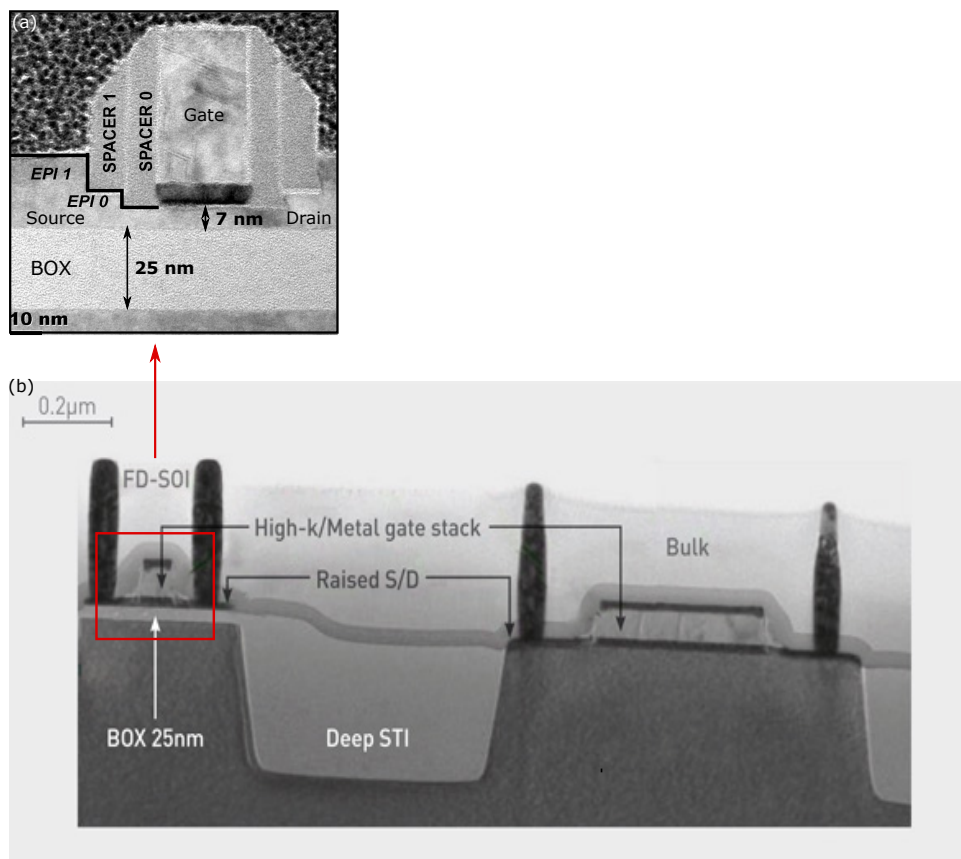 (a)
SPACER 1
SPACER 0
Gate
EPI 1
EPI 0
Source
7 nm
Drain
BOX
25 nm
10 nm
(b)
0.2µm
FD-SOI
High-k/Metal gate stack
Bulk
Raised S/D
BOX 25nm
Deep STI